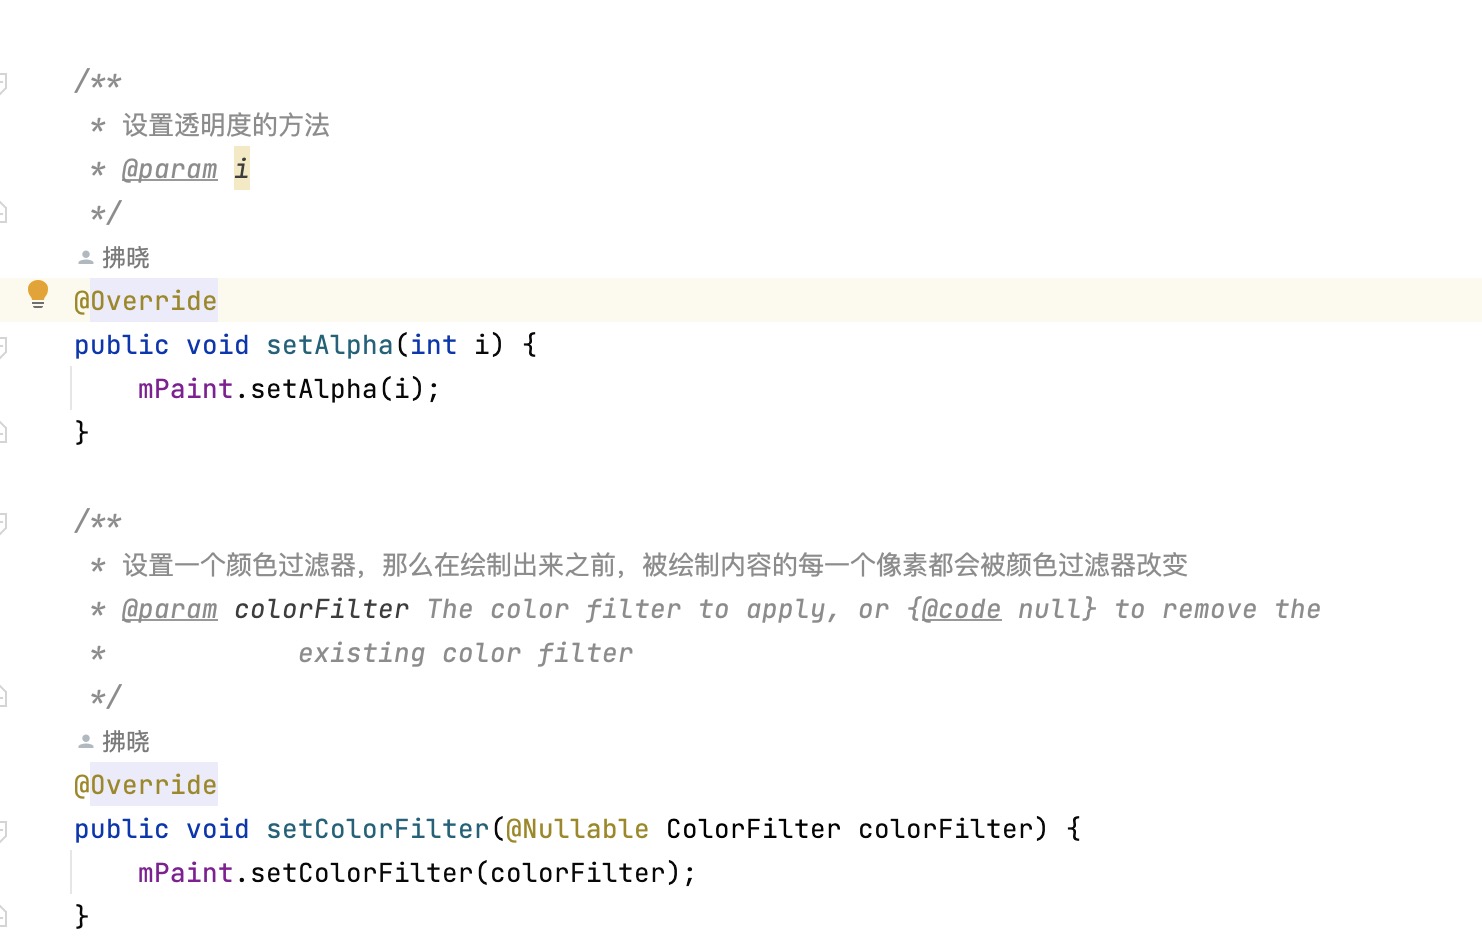 /**
 * 设置透明度的方法
 * @param i
 */
拂晓
@Override
public void setAlpha(int i) {
    mPaint.setAlpha(i);
}
/**
 * 设置一个颜色过滤器，那么在绘制出来之前，被绘制内容的每一个像素都会被颜色过滤器改变
 * @param colorFilter The color filter to apply, or {@code null} to remove the
 *            existing color filter
 */
拂晓
@Override
public void setColorFilter(@Nullable ColorFilter colorFilter) {
    mPaint.setColorFilter(colorFilter);
}